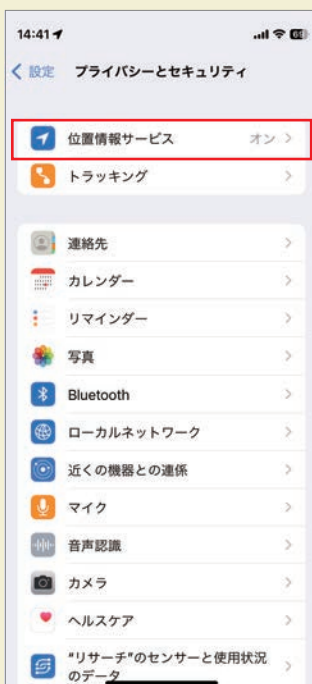 14:41
60
設定 プライバシーとセキュリティ
位置情報サービス オン
トラッキング
連絡先
カレンダー
リマインダー
写真
Bluetooth
ローカルネットワーク
近くの機器との連係
マイク
音声認識
カメラ
ヘルスケア
"リサーチ"のセンサーと使用状況
のデータ